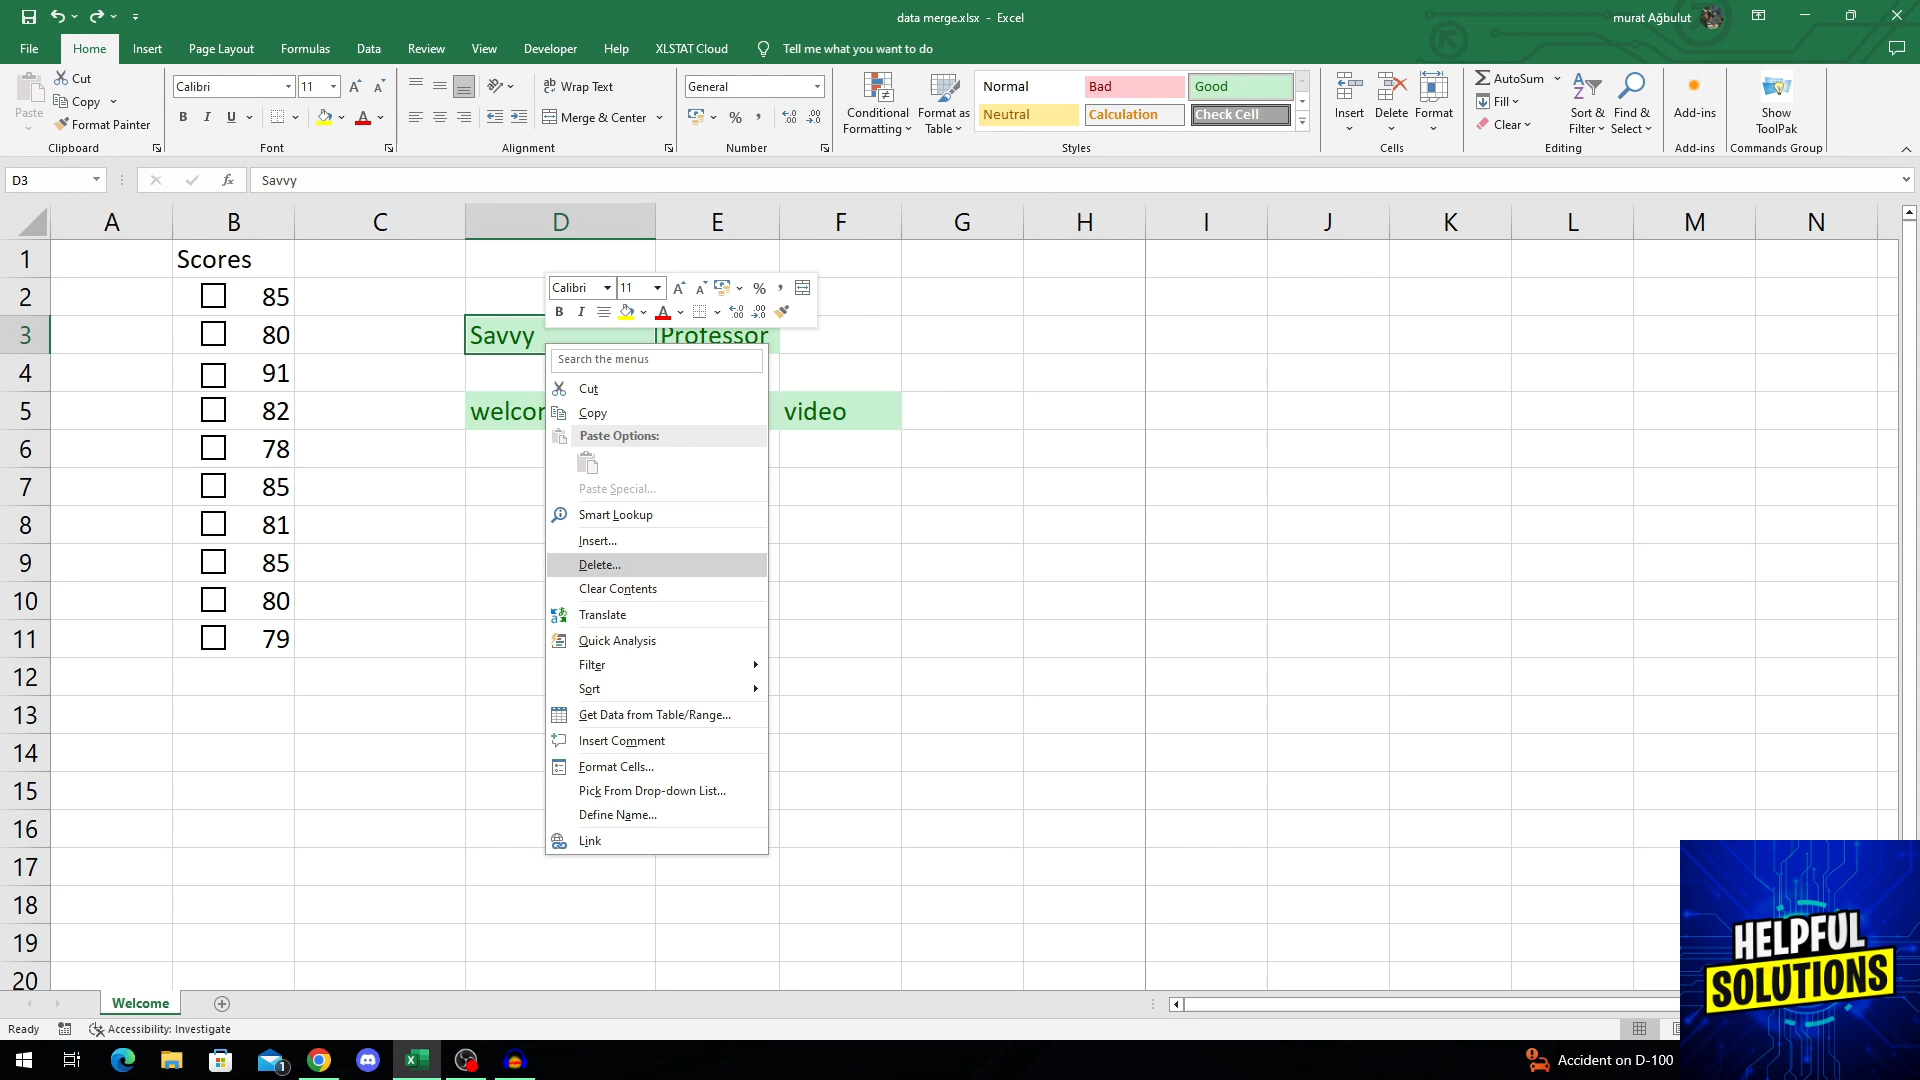 data merge.xlsx - Excel
murat Ağbulut
File Home Insert Page Layout Formulas Data Review View Developer Help XLSTAT Cloud Tell me what you want to do
Paste
Cut
Copy
Format Painter
Clipboard
Calibri 11
B I U
Font
Wrap Text
Merge & Center
Alignment
General
Number
Conditional
Formatting
Format as
Table
Normal Bad Good
Neutral Calculation Check Cell
Styles
Insert Delete Format
Cells
AutoSum
Fill
Clear
Sort &
Filter
Find &
Select
Editing
Add-ins
Add-ins
Show
ToolPak
Commands Group
D3 fx Savvy
A B C D E F G H I J K L M N
1 Scores
2 85
3 80 Savvy Professor
4 91
5 82 welcor video
6 78
7 85
8 81
9 85
10 80
11 79
12
13
14
15
16
17
18
19
20
Calibri 11
B I
Search the menus
Cut
Copy
Paste Options:
Paste Special...
Smart Lookup
Insert...
Delete...
Clear Contents
Translate
Quick Analysis
Filter
Sort
Get Data from Table/Range...
Insert Comment
Format Cells...
Pick From Drop-down List...
Define Name...
Link
Welcome
Ready Accessibility: Investigate
Accident on D-100
HELPFUL
SOLUTIONS